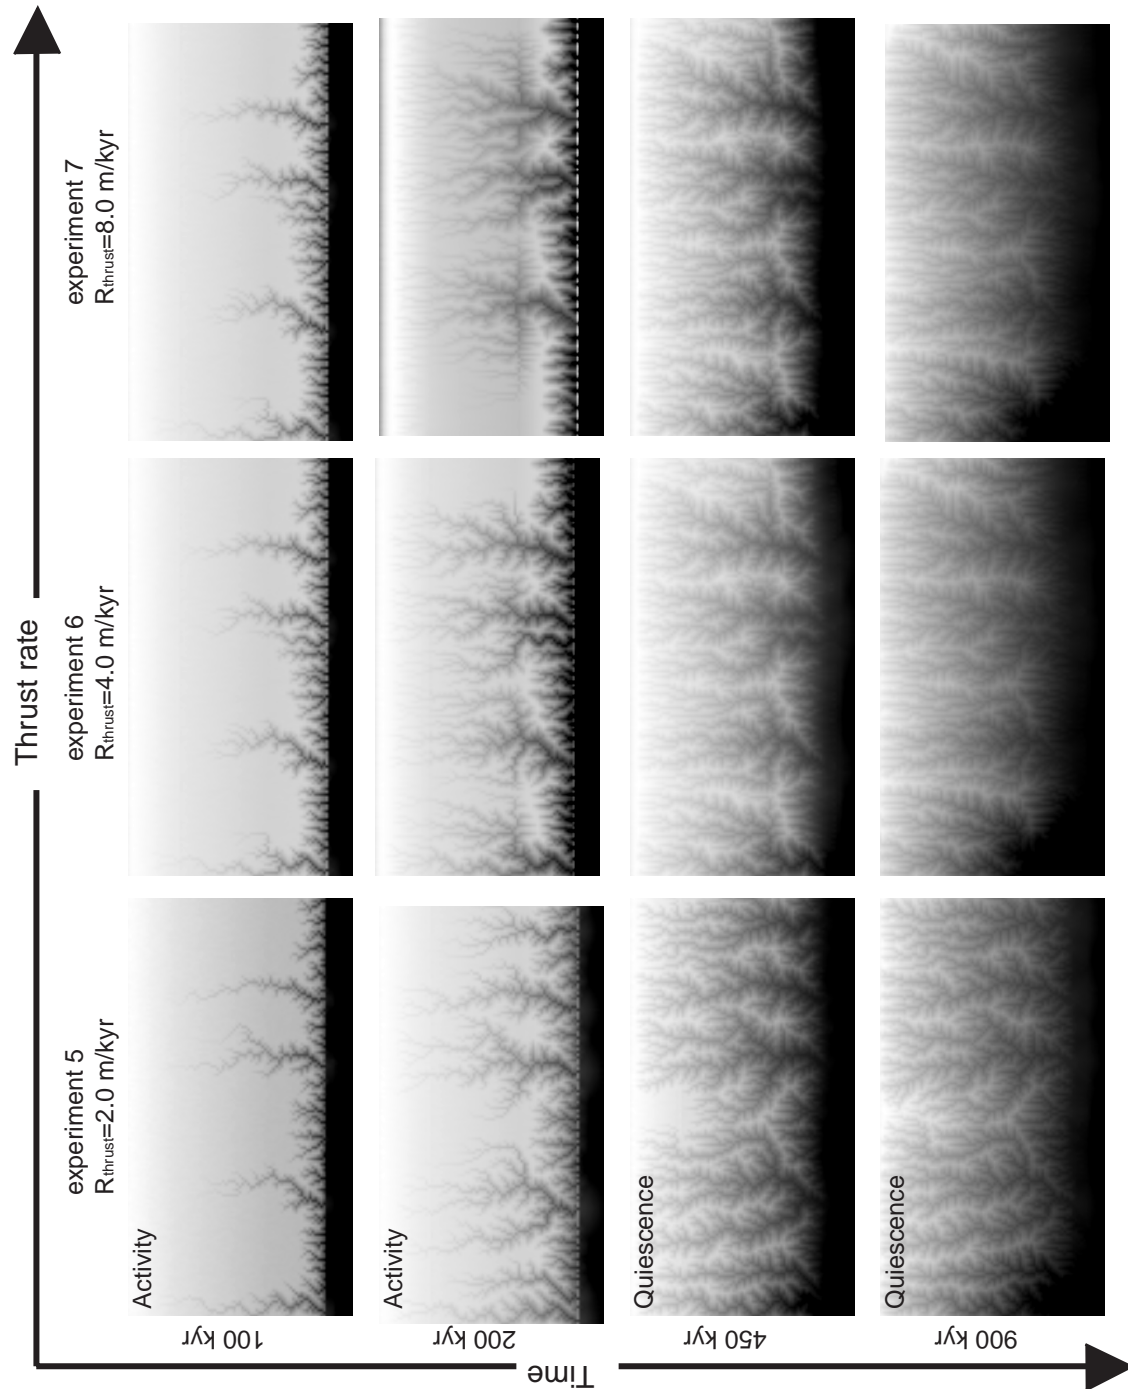 Thrust rate
experiment 5
Rthrust=2.0 m/kyr
experiment 6
Rthrust=4.0 m/kyr
experiment 7
Rthrust=8.0 m/kyr
Time
100 kyr
Activity
200 kyr
Activity
450 kyr
Quiescence
900 kyr
Quiescence